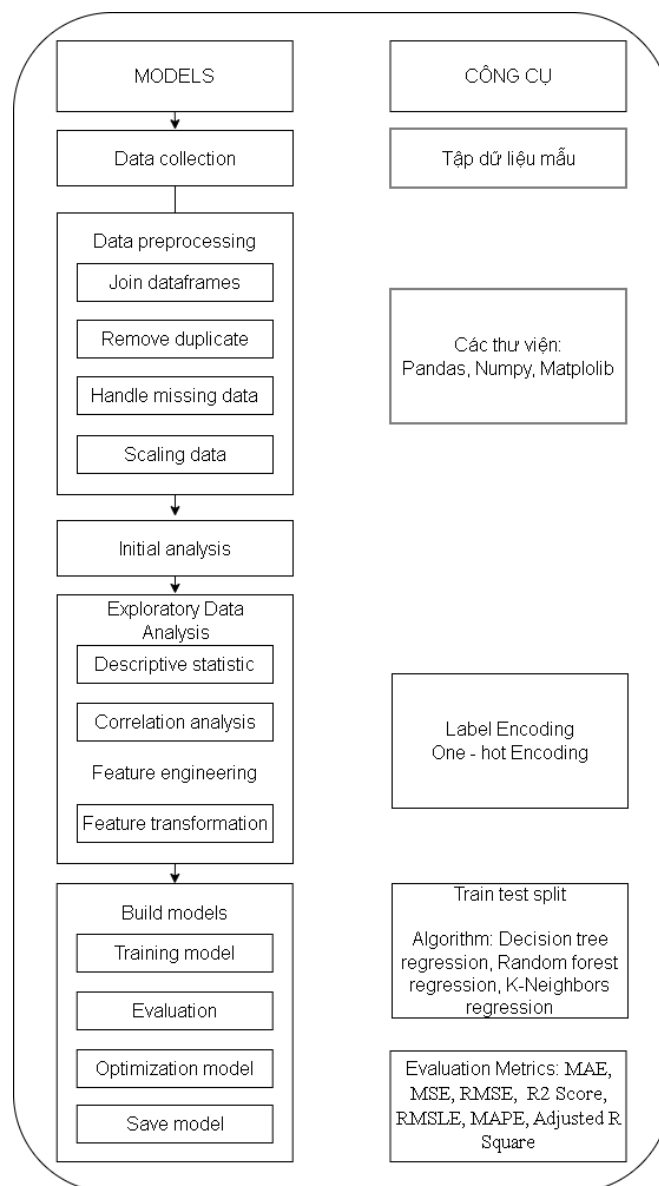 MODELS
CÔNG CỤ
Data collection
Tập dữ liệu mẫu
Data preprocessing
Join dataframes
Remove duplicate
Handle missing data
Scaling data
Các thư viện:
Pandas, Numpy, Matplolib
Initial analysis
Exploratory Data
Analysis
Descriptive statistic
Correlation analysis
Feature engineering
Feature transformation
Label Encoding
One - hot Encoding
Build models
Training model
Evaluation
Optimization model
Save model
Train test split
Algorithm: Decision tree
regression, Random forest
regression, K-Neighbors
regression
Evaluation Metrics: MAE,
MSE, RMSE, R2 Score,
RMSLE, MAPE, Adjusted R
Square